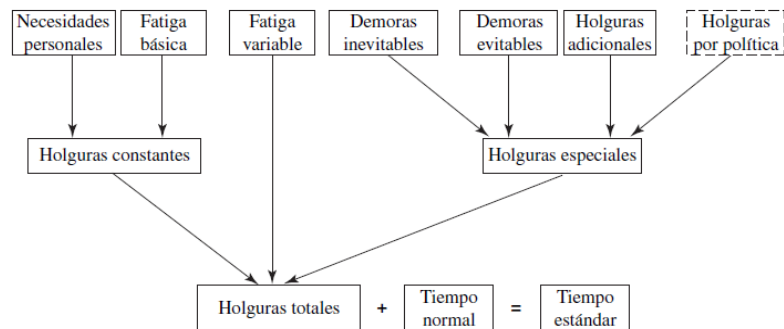 Necesidades
personales
Fatiga
básica
Fatiga
variable
Demoras
inevitables
Demoras
evitables
Holguras
adicionales
Holguras
por política
Holguras constantes
Holguras especiales
Holguras totales
+
Tiempo
normal
=
Tiempo
estándar